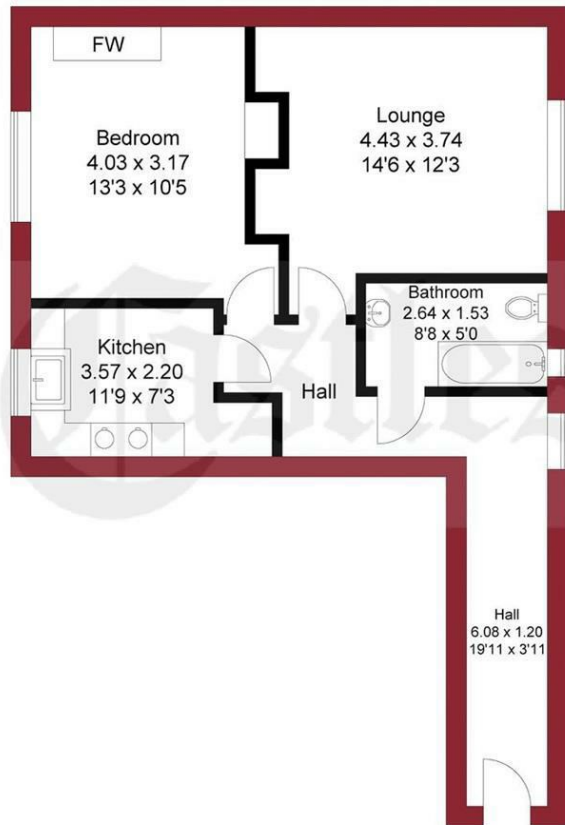 FW
Bedroom
4.03 x 3.17
13'3 x 10'5
Lounge
4.43 x 3.74
14'6 x 12'3
Bathroom
2.64 x 1.53
8'8 x 5'0
Kitchen
3.57 x 2.20
11'9 x 7'3
Hall
Castles
Hall
6.08 x 1.20
19'11 x 3'11